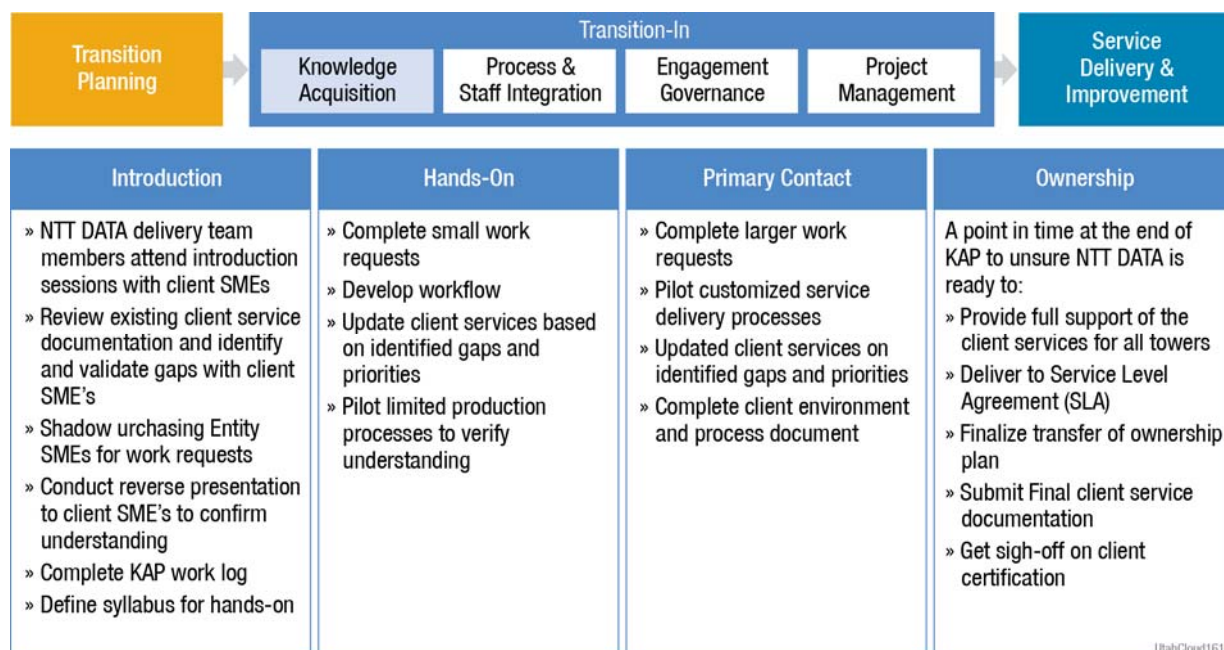 Transition
Planning
Transition-In
Knowledge
Acquisition
Process &
Staff Integration
Engagement
Governance
Project
Management
Service
Delivery &
Improvement
Introduction
» NTT DATA delivery team
members attend introduction
sessions with client SMEs
» Review existing client service
documentation and identify
and validate gaps with client
SME's
» Shadow urchasing Entity
SMEs for work requests
» Conduct reverse presentation
to client SME's to confirm
understanding
» Complete KAP work log
» Define syllabus for hands-on
Hands-On
» Complete small work
requests
» Develop workflow
» Update client services based
on identified gaps and
priorities
» Pilot limited production
processes to verify
understanding
Primary Contact
» Complete larger work
requests
» Pilot customized service
delivery processes
» Updated client services on
identified gaps and priorities
» Complete client environment
and process document
Ownership
A point in time at the end of
KAP to unsure NTT DATA is
ready to:
» Provide full support of the
client services for all towers
» Deliver to Service Level
Agreement (SLA)
» Finalize transfer of ownership
plan
» Submit Final client service
documentation
» Get sigh-off on client
certification
UtahCloud161